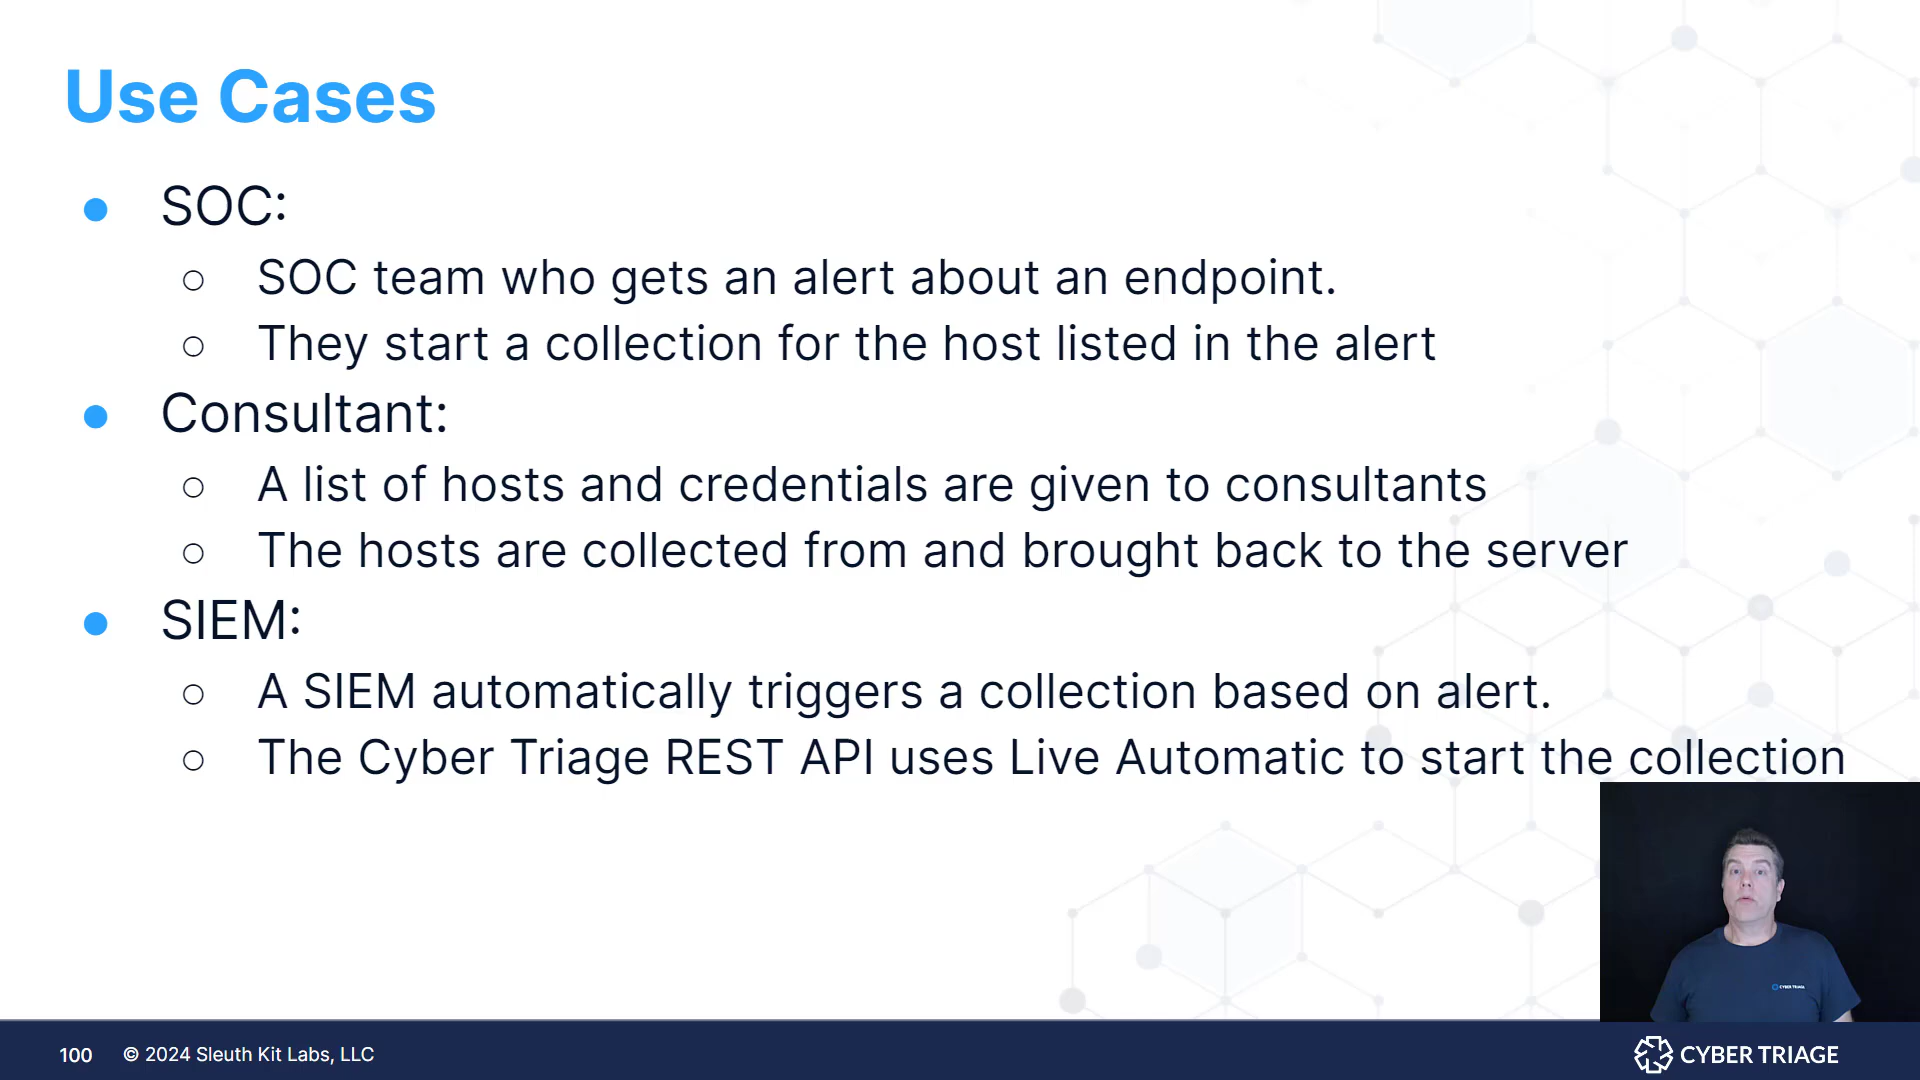 Use Cases
SOC:
SOC team who gets an alert about an endpoint.
They start a collection for the host listed in the alert
Consultant:
A list of hosts and credentials are given to consultants
The hosts are collected from and brought back to the server
SIEM:
A SIEM automatically triggers a collection based on alert.
The Cyber Triage REST API uses Live Automatic to start the collection
CYBER TRIAGE
100 © 2024 Sleuth Kit Labs, LLC
CYBER TRIAGE